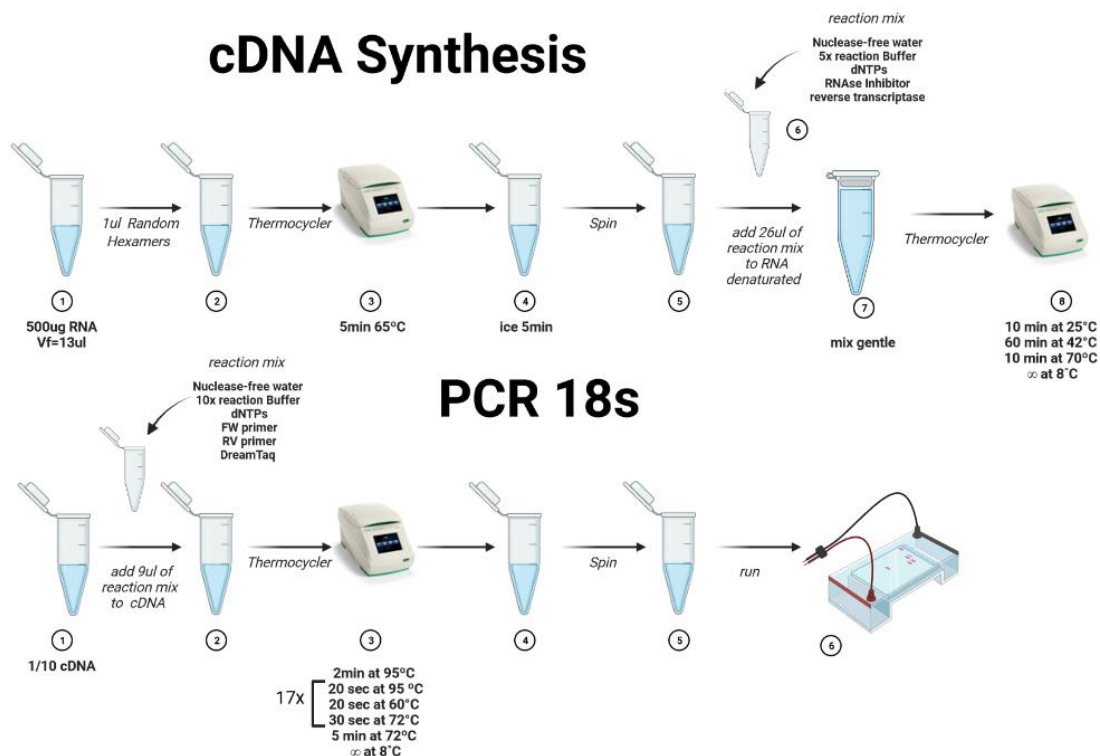 cDNA Synthesis
reaction mix
Nuclease-free water
5x reaction Buffer
dNTPs
RNAse Inhibitor
reverse transcriptase
6
1ul Random
Hexamers
Thermocycler
Spin
add 26ul of
reaction mix
to RNA
denaturated
Thermocycler
1
2
3
4
5
7
8
500ug RNA
Vf=13ul
5min 65ºC
ice 5min
mix gentle
10 min at 25°C
60 min at 42°C
10 min at 70ºC
∞ at 8°C
PCR 18s
reaction mix
Nuclease-free water
10x reaction Buffer
dNTPs
FW primer
RV primer
DreamTaq
add 9ul of
reaction mix
to cDNA
Thermocycler
Spin
run
1
2
3
4
5
6
1/10 cDNA
17x
2min at 95ºC
20 sec at 95 ºC
20 sec at 60°C
30 sec at 72°C
5 min at 72ºC
∞ at 8°C